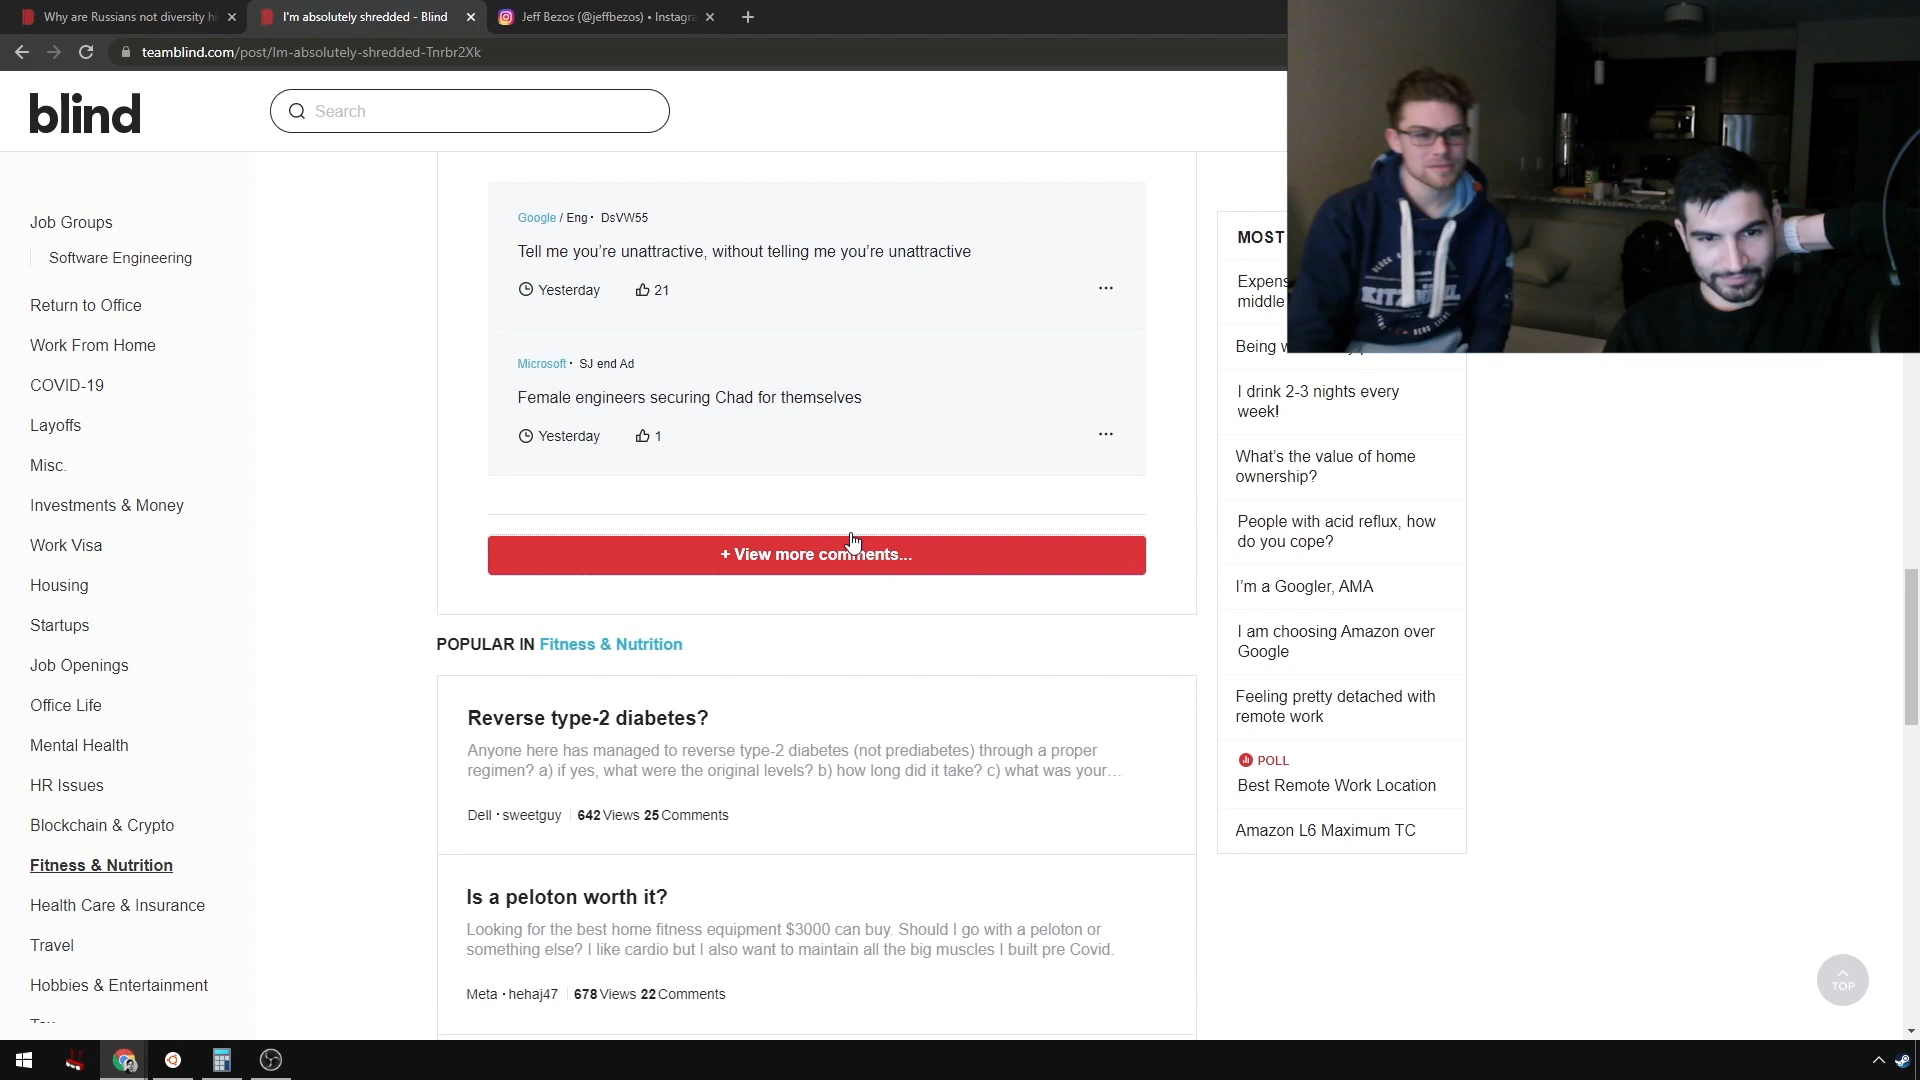 Why are Russians not diversity hi
I'm absolutely shredded - Blind
Jeff Bezos (@jeffbezos) • Instagra
teamblind.com/post/Im-absolutely-shredded-Tnrbr2Xk
blind
Search
Job Groups
Software Engineering
Return to Office
Work From Home
COVID-19
Layoffs
Misc.
Investments & Money
Work Visa
Housing
Startups
Job Openings
Office Life
Mental Health
HR Issues
Blockchain & Crypto
Fitness & Nutrition
Health Care & Insurance
Travel
Hobbies & Entertainment
Google / Eng · DsVW55
Tell me you're unattractive, without telling me you're unattractive
Yesterday 21
...
Microsoft · SJ end Ad
Female engineers securing Chad for themselves
Yesterday 1
...
+ View more comments...
POPULAR IN Fitness & Nutrition
Reverse type-2 diabetes?
Anyone here has managed to reverse type-2 diabetes (not prediabetes) through a proper
regimen? a) if yes, what were the original levels? b) how long did it take? c) what was your…
Dell · sweetguy 642 Views 25 Comments
Is a peloton worth it?
Looking for the best home fitness equipment $3000 can buy. Should I go with a peloton or
something else? I like cardio but I also want to maintain all the big muscles I built pre Covid.
Meta · hehaj47 678 Views 22 Comments
MOST
Expens
middle
Being
I drink 2-3 nights every
week!
What's the value of home
ownership?
People with acid reflux, how
do you cope?
I'm a Googler, AMA
I am choosing Amazon over
Google
Feeling pretty detached with
remote work
POLL
Best Remote Work Location
Amazon L6 Maximum TC
TOP